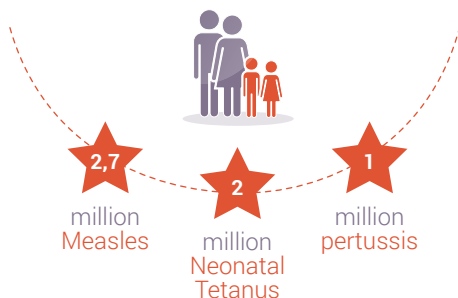 2,7
million
Measles
2
million
Neonatal
Tetanus
1
million
pertussis